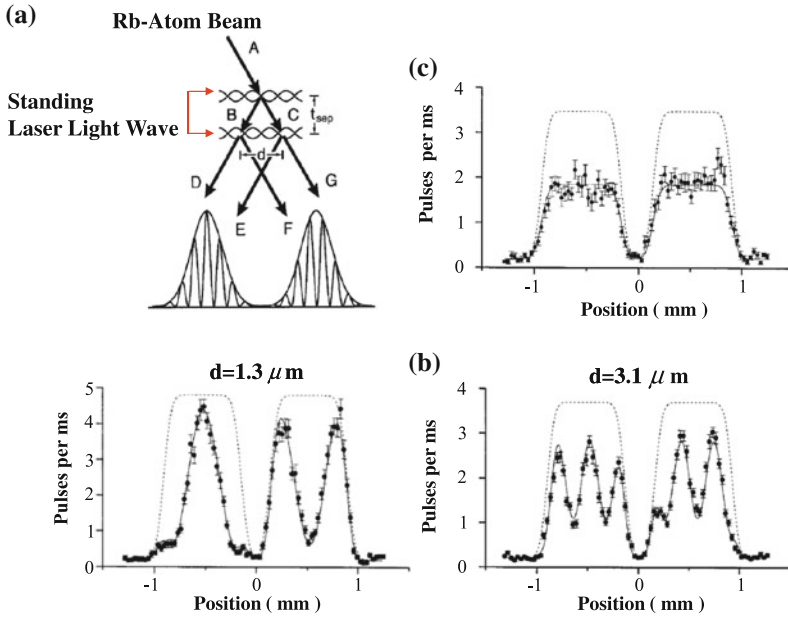 (a)
Rb-Atom Beam
A
Standing
Laser Light Wave
B
C
t_sep
d
D
G
E
F
(c)
4
3
2
1
0
Pulses per ms
-1
0
1
Position ( mm )
d=1.3 μm
5
4
3
2
1
0
Pulses per ms
-1
0
1
Position ( mm )
(b)
d=3.1 μm
4
3
2
1
0
Pulses per ms
-1
0
1
Position ( mm )